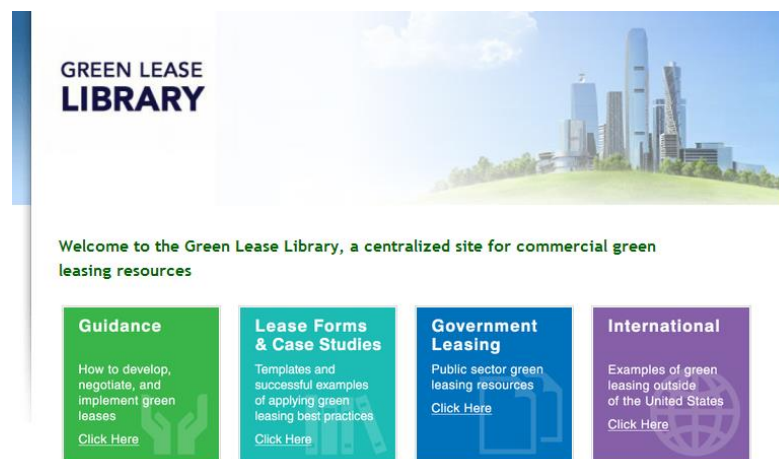 GREEN LEASE
LIBRARY
Welcome to the Green Lease Library, a centralized site for commercial green
leasing resources
Guidance
How to develop,
negotiate, and
implement green
leases
Click Here
Lease Forms
& Case Studies
Templates and
successful examples
of applying green
leasing best practices
Click Here
Government
Leasing
Public sector green
leasing resources
Click Here
International
Examples of green
leasing outside
of the United States
Click Here